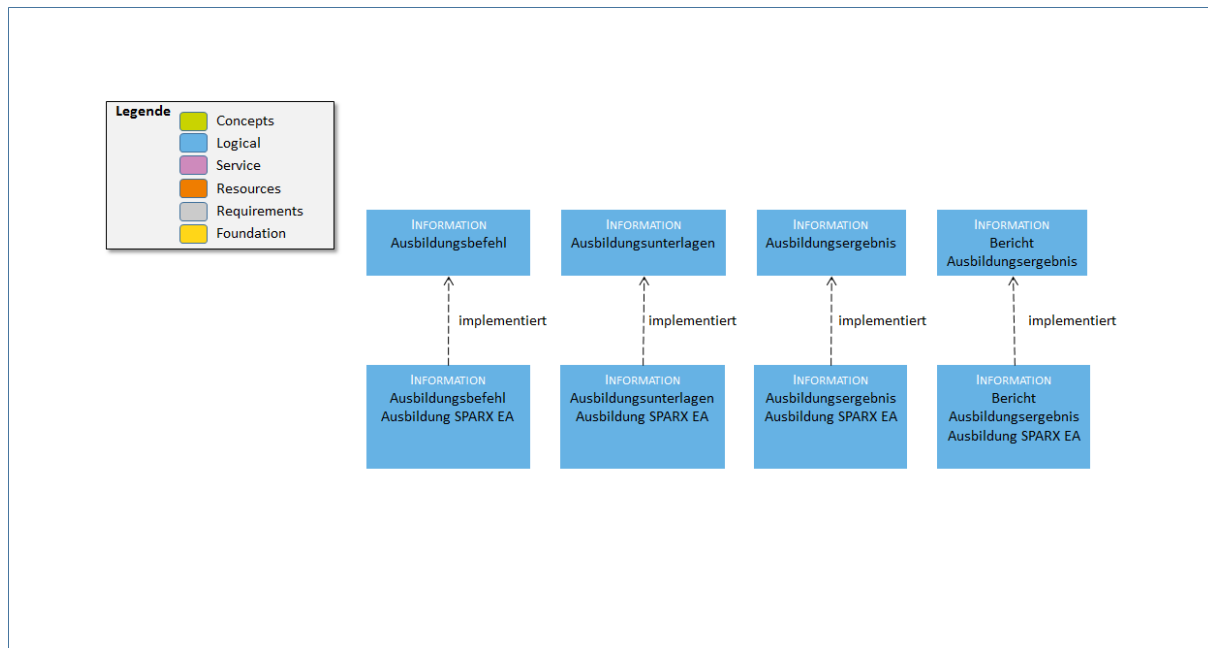 Legende
Concepts
Logical
Service
Resources
Requirements
Foundation
INFORMATION
Ausbildungsbefehl
INFORMATION
Ausbildungsunterlagen
INFORMATION
Ausbildungsergebnis
INFORMATION
Bericht
Ausbildungsergebnis
implementiert
implementiert
implementiert
implementiert
INFORMATION
Ausbildungsbefehl
Ausbildung SPARX EA
INFORMATION
Ausbildungsunterlagen
Ausbildung SPARX EA
INFORMATION
Ausbildungsergebnis
Ausbildung SPARX EA
INFORMATION
Bericht
Ausbildungsergebnis
Ausbildung SPARX EA